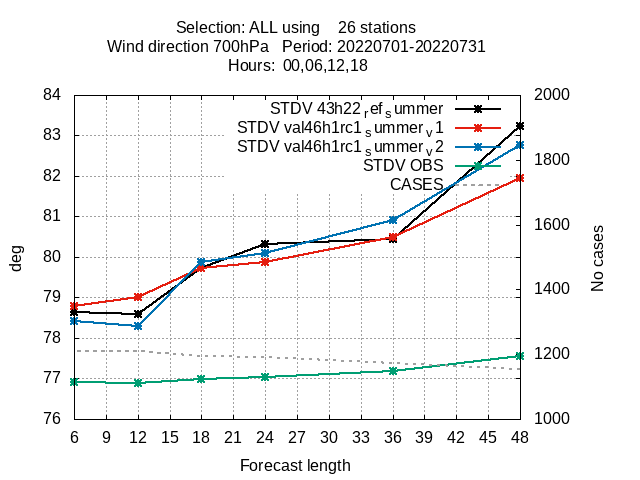 Selection: ALL using    26 stations
Wind direction 700hPa   Period: 20220701-20220731
Hours: 00,06,12,18
84
83
82
81
80
79
78
77
76
2000
1800
1600
1400
1200
1000
STDV 43h22refsummer
STDV val46h1rc1summerv1
STDV val46h1rc1summerv2
STDV OBS
CASES
deg
No cases
6 9 12 15 18 21 24 27 30 33 36 39 42 45 48
Forecast length